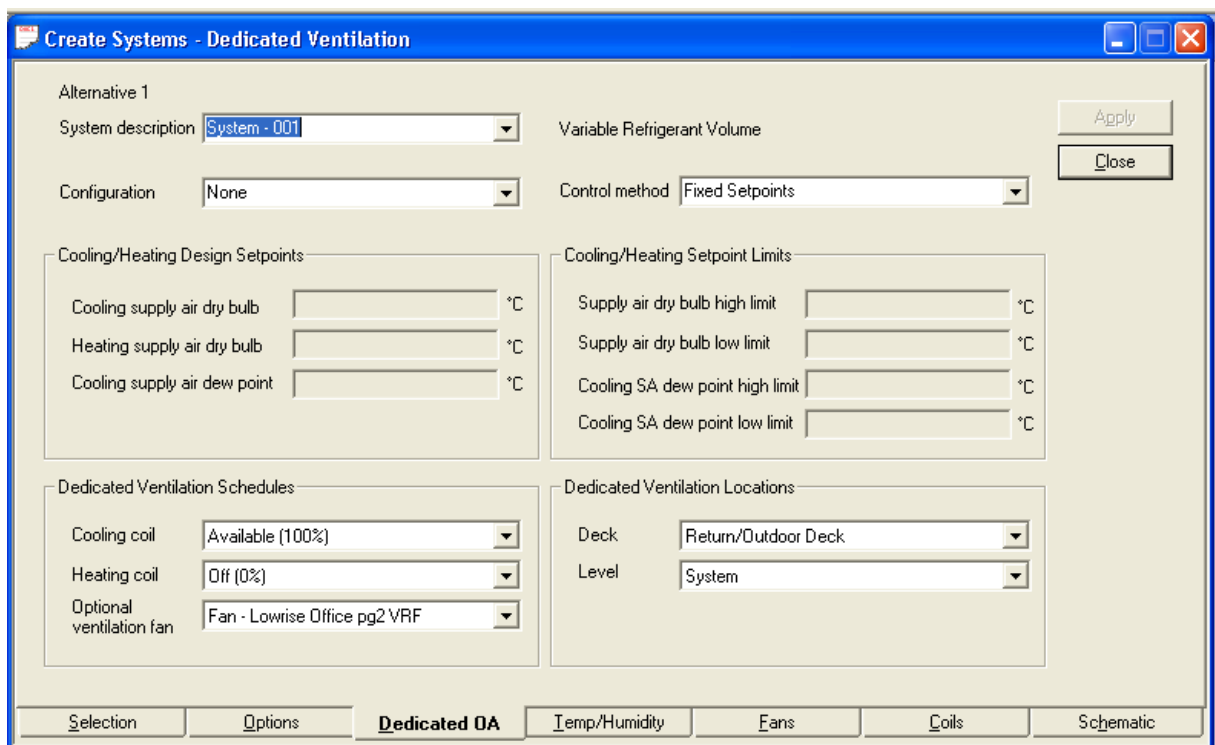 Create Systems - Dedicated Ventilation
Alternative 1
System description System - 001
Variable Refrigerant Volume
Apply
Close
Configuration None
Control method Fixed Setpoints
Cooling/Heating Design Setpoints
Cooling supply air dry bulb °C
Heating supply air dry bulb °C
Cooling supply air dew point °C
Cooling/Heating Setpoint Limits
Supply air dry bulb high limit °C
Supply air dry bulb low limit °C
Cooling SA dew point high limit °C
Cooling SA dew point low limit °C
Dedicated Ventilation Schedules
Cooling coil Available (100%)
Heating coil Off (0%)
Optional
ventilation fan Fan - Lowrise Office pg2 VRF
Dedicated Ventilation Locations
Deck Return/Outdoor Deck
Level System
Selection Options Dedicated OA Temp/Humidity Fans Coils Schematic